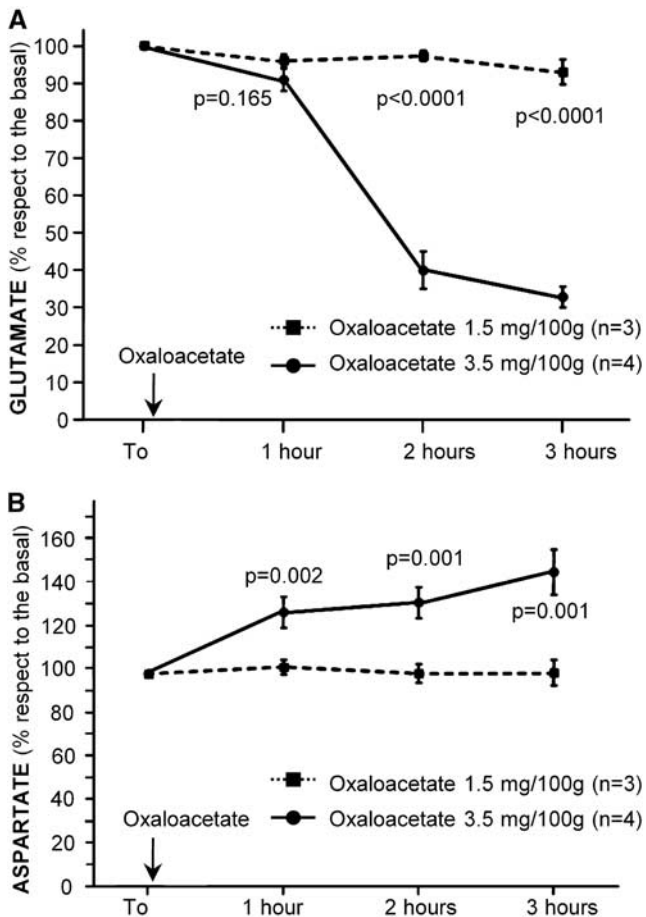 A
GLUTAMATE (% respect to the basal)
100
90
80
70
60
50
40
30
20
10
0
p=0.165
p<0.0001
p<0.0001
Oxaloacetate 1.5 mg/100g (n=3)
Oxaloacetate 3.5 mg/100g (n=4)
Oxaloacetate
To 1 hour 2 hours 3 hours
B
ASPARTATE (% respect to the basal)
160
140
120
100
80
60
40
20
0
p=0.002
p=0.001
p=0.001
Oxaloacetate 1.5 mg/100g (n=3)
Oxaloacetate 3.5 mg/100g (n=4)
Oxaloacetate
To 1 hour 2 hours 3 hours